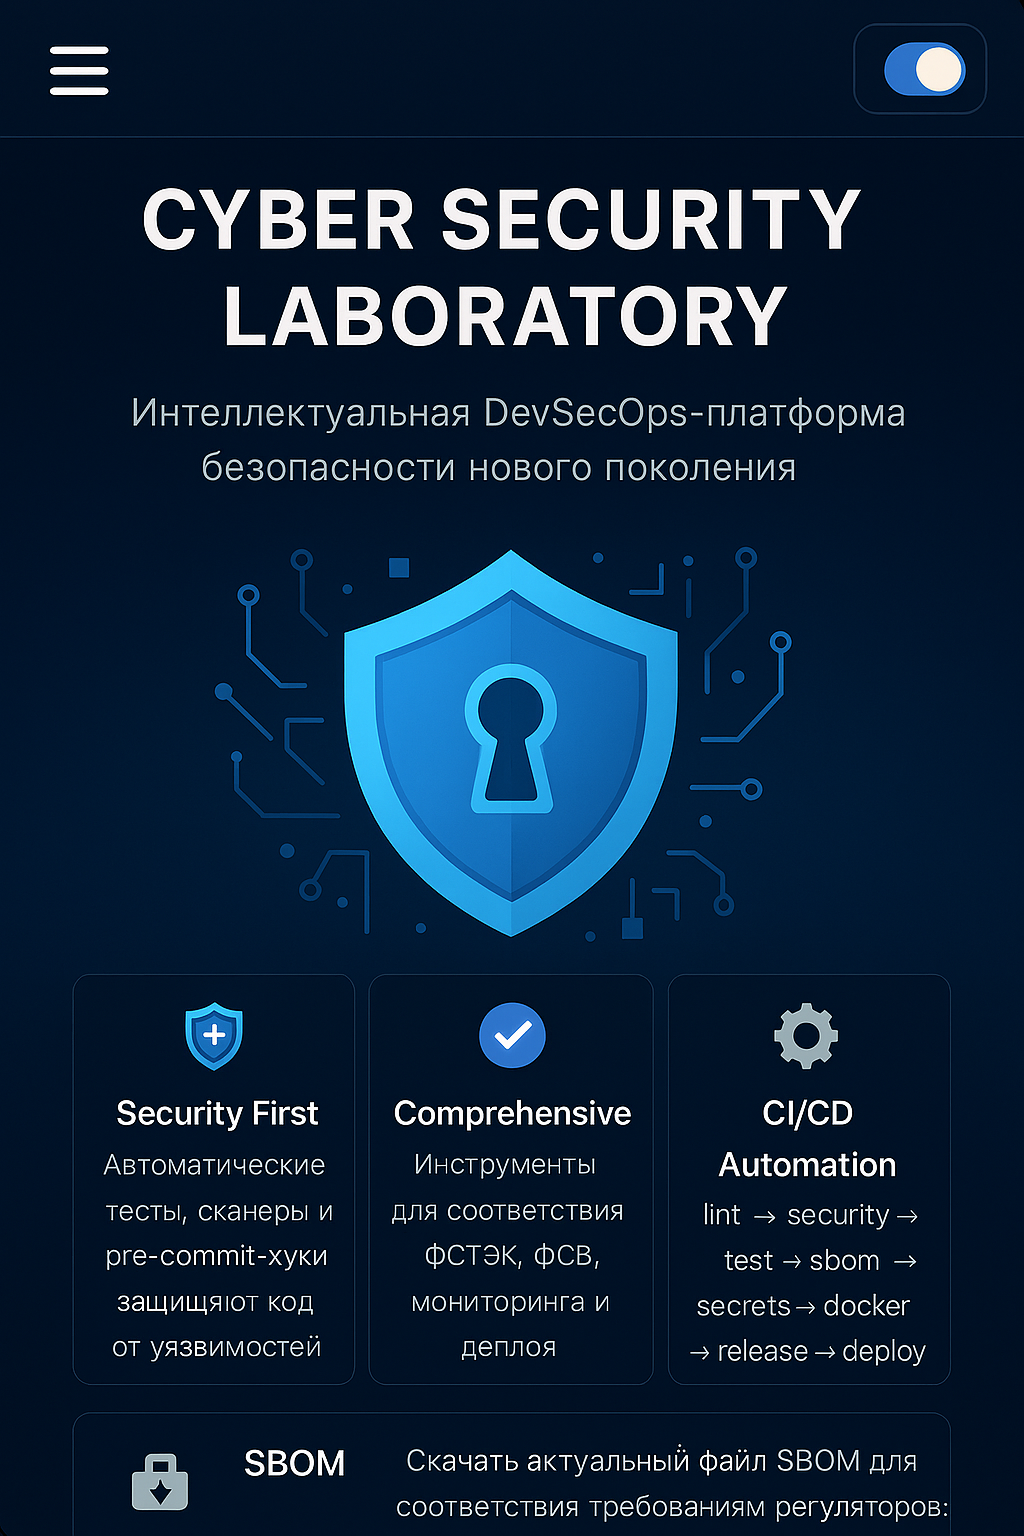 CYBER SECURITY
LABORATORY
Интеллектуальная DevSecOps-платформа
безопасности нового поколения
Security First
Автоматические
тесты, сканеры и
pre-commit-хуки
защищяют код
от уязвимостей
Comprehensive
Инструменты
для соответствия
ФСТЭК, ФСВ,
мониторинга и
деплоя
CI/CD
Automation
lint → security →
test → sbom →
secrets → docker
→ release → deploy
SBOM
Скачать актуальный файл SBOM для
соответствия требованиям регуляторов: